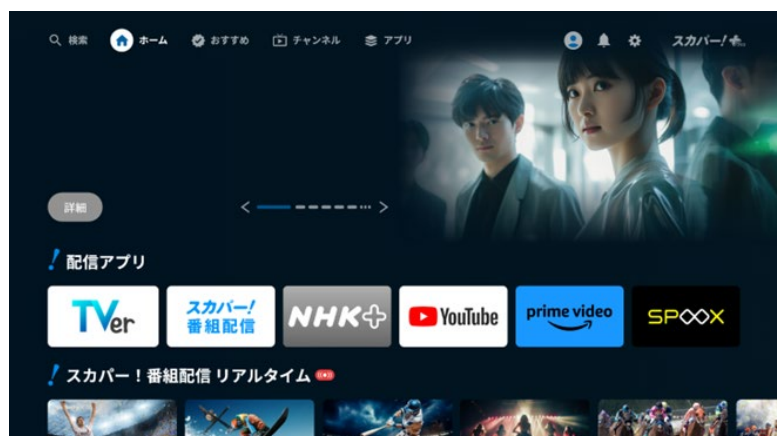 検索 ホーム おすすめ チャンネル アプリ スカパー!+
詳細
配信アプリ
TVer スカパー! 番組配信 NHK+ YouTube prime video SPOOX
スカパー！番組配信 リアルタイム